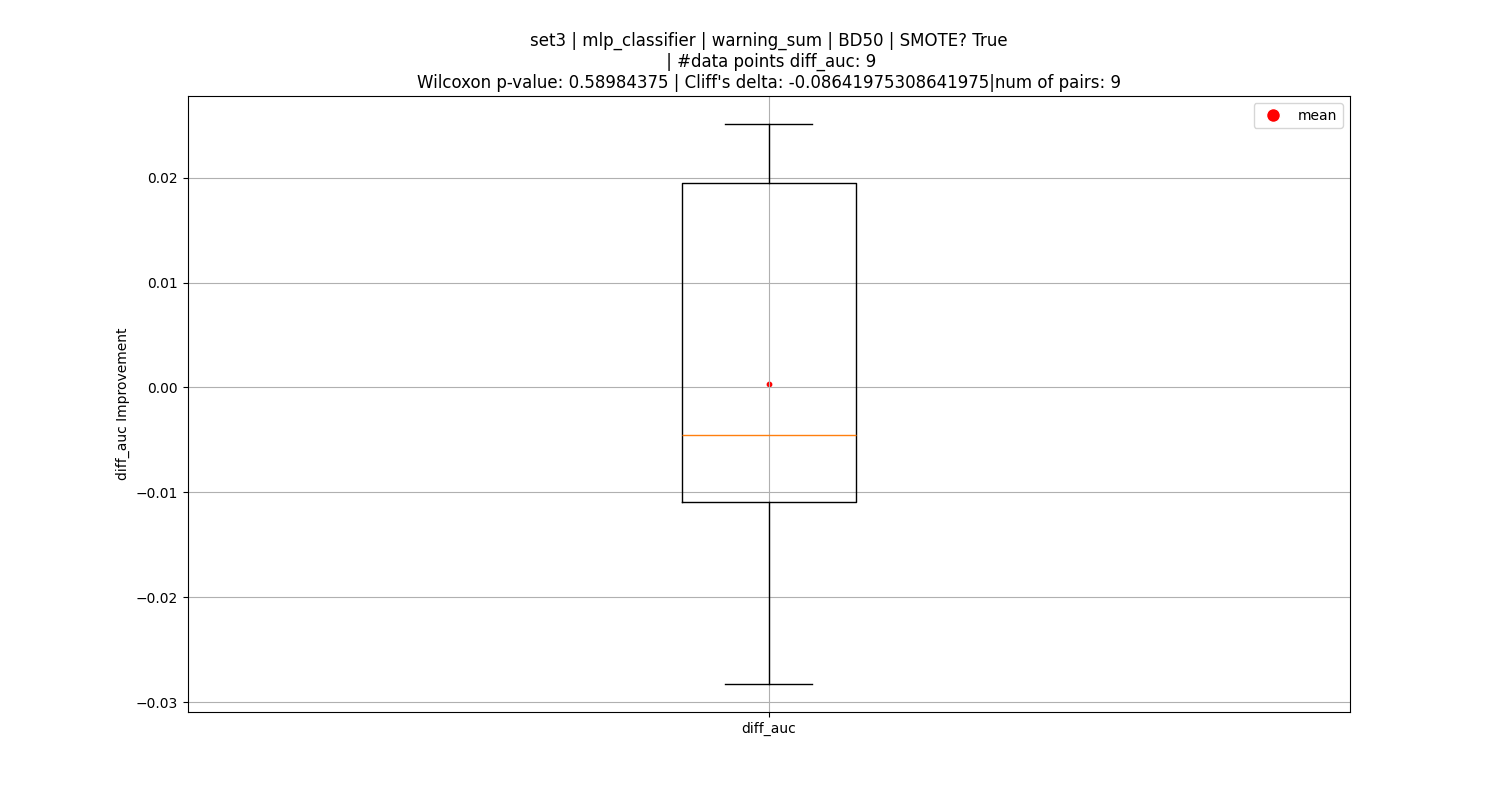 set3 | mlp_classifier | warning_sum | BD50 | SMOTE? True
| #data points diff_auc: 9
Wilcoxon p-value: 0.58984375 | Cliff's delta: -0.08641975308641975|num of pairs: 9
mean
0.02
0.01
0.00
−0.01
−0.02
−0.03
diff_auc Improvement
diff_auc